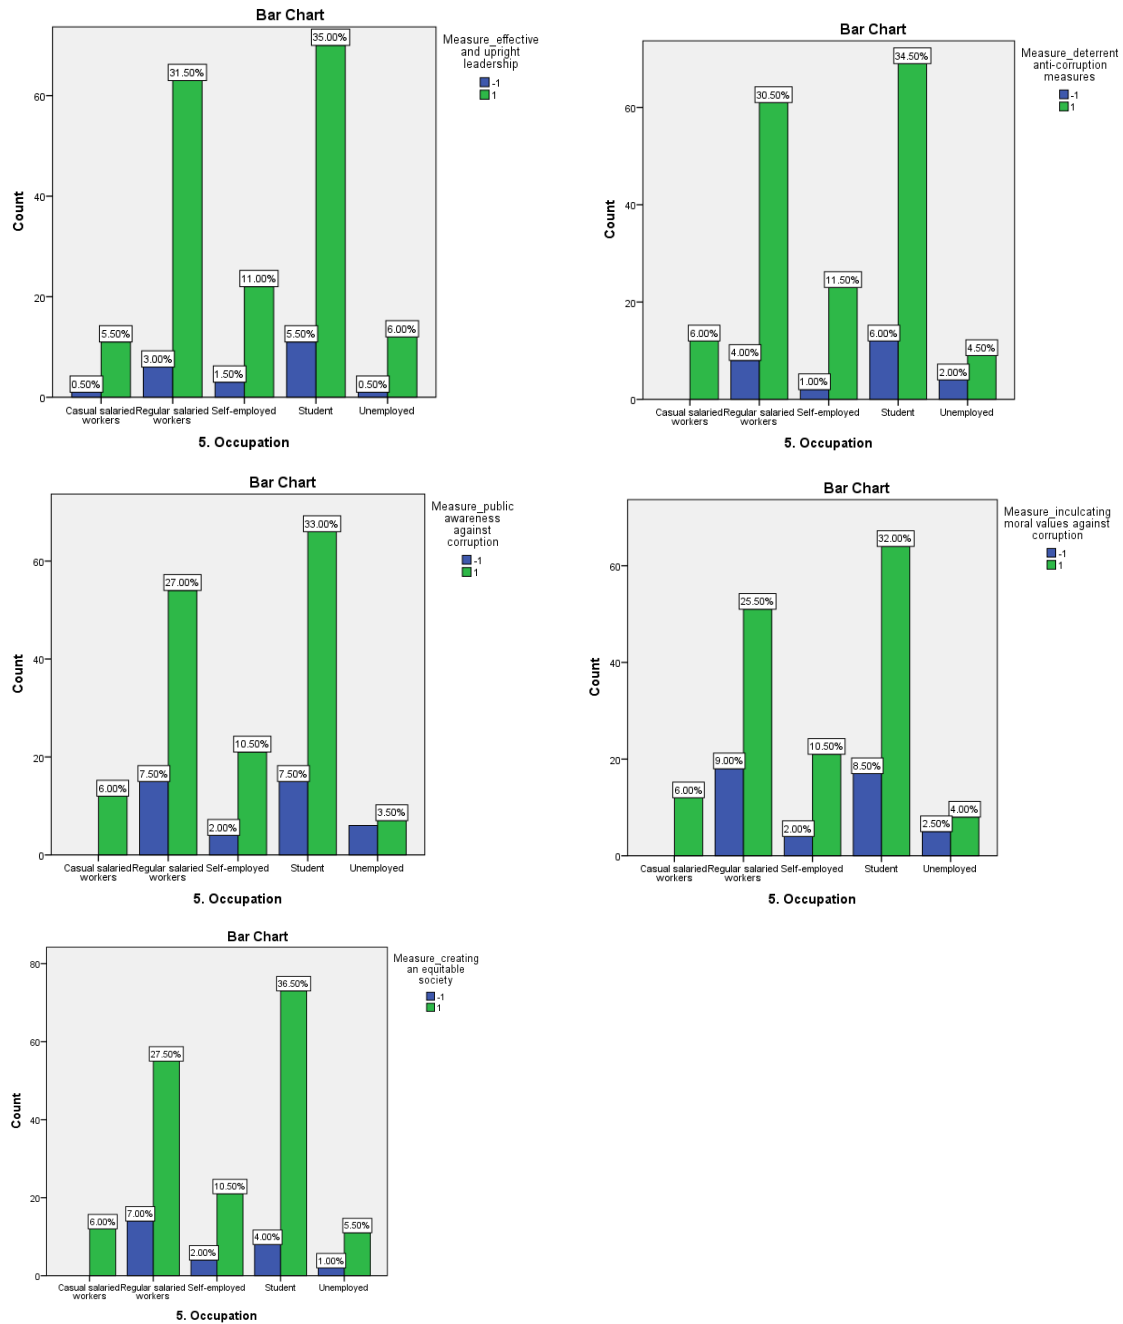 Bar Chart
Measure_effective
and upright
leadership
-1
1
Count
60
40
20
0
0.50%
5.50%
3.00%
31.50%
1.50%
11.00%
5.50%
35.00%
0.50%
6.00%
Casual salaried
workers
Regular salaried
workers
Self-employed
Student
Unemployed
5. Occupation
Bar Chart
Measure_deterrent
anti-corruption
measures
-1
1
Count
60
40
20
0
6.00%
4.00%
30.50%
1.00%
11.50%
6.00%
34.50%
2.00%
4.50%
Casual salaried
workers
Regular salaried
workers
Self-employed
Student
Unemployed
5. Occupation
Bar Chart
Measure_public
awareness
against
corruption
-1
1
Count
60
40
20
0
6.00%
7.50%
27.00%
2.00%
10.50%
7.50%
33.00%
3.50%
Casual salaried
workers
Regular salaried
workers
Self-employed
Student
Unemployed
5. Occupation
Bar Chart
Measure_inculcating
moral values against
corruption
-1
1
Count
60
40
20
0
6.00%
9.00%
25.50%
2.00%
10.50%
8.50%
32.00%
2.50%
4.00%
Casual salaried
workers
Regular salaried
workers
Self-employed
Student
Unemployed
5. Occupation
Bar Chart
Measure_creating
an equitable
society
-1
1
Count
80
60
40
20
0
6.00%
7.00%
27.50%
2.00%
10.50%
4.00%
36.50%
1.00%
5.50%
Casual salaried
workers
Regular salaried
workers
Self-employed
Student
Unemployed
5. Occupation